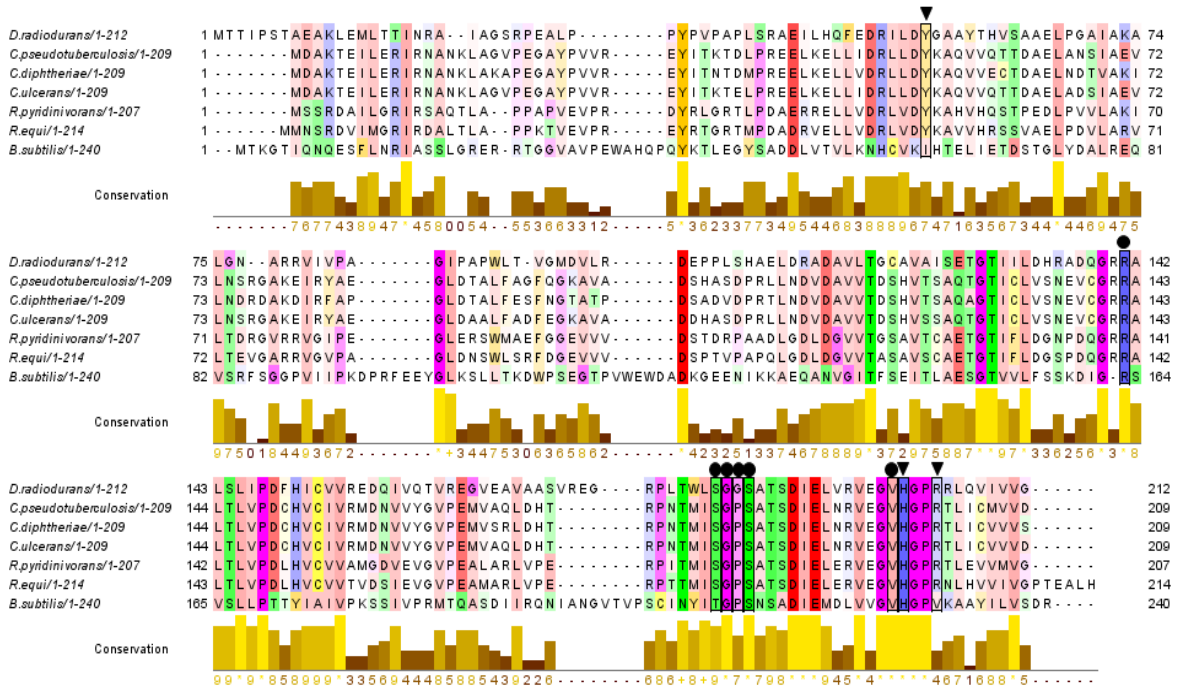 D.radiodurans/1-212 1 MTTIPSTAEAKLEMLTTINRA-IAGSRPEALP---------PYPVPAPLSRAEILHQFEDRILDYGAAYTHVSAAELPGAIAKA 74
C.pseudotuberculosis/1-209 1 -------MDAKTEILERIRNANKLAGVPEGAYPVVR-----EYITKTELPREELKELLIDRLLDYKAQVVQTTDAELANSIAEV 72
C.diphtheriae/1-209 1 -------MDAKTEILERIRNANKLAKAPEGAYPVVR-----EYITNTDMPREELKELLVDRLLDYKAQVVECTDAELNDTVAKI 72
C.ulcerans/1-209 1 -------MDAKTEILERIRNANKLAGVPEGAYPVVR-----EYITKTELPREELKELLIDRLLDYKAQVVQTTDAELADSIAEV 72
R.pyridinivorans/1-207 1 -------MSSRDAILGRIRSAQTLA--PPAPVEVPR-----DYRLGRTLPADERRELLVDRLVDYKAHVHQSTPEDIAPLVAKI 70
R.equi/1-214 1 ------MMNSRDVIMGRIRDALTLA--PPKTVEVPR-----EYRTGRTMPDADRVELLVDRLVDYKAVVHRSSVAELPDVLARV 71
B.subtilis/1-240 1 --MTKGTIQNQESFLNRIASSLGRER-RTGGVAVPEWAHQPQYKTLEGYSADDLVTVLKNHCVKIHTELIETDSTGLYDALREQ 81
Conservation
D.radiodurans/1-212 75 LGN--ARRVIVPA-------GIPAPWLT-VGMDVLR------DEPPLSHAELDRADAVLTGCAVAISETGTIILDHRADQGRRA 142
C.pseudotuberculosis/1-209 73 LNSRGAKEIRYAE-------GLDTALFAGFQGKAVA------DSHASDPRLLNDVDAVVTDSHVTSAQTGTICLVSNEVCGRRA 143
C.diphtheriae/1-209 73 LNDRDAKDIRFAP-------GLDTALFESFNGTATP------DSADVDPRTLNDVDAVVTDSHVTSAQAGTICLVSNEVCGRRA 143
C.ulcerans/1-209 73 LNSRGAKEIRYAE-------GLDAALFADFEGKAVA------DDHASDPRLLNDVDAVVTDSHVSSAQTGTICLVSNEVCGRRA 143
R.pyridinivorans/1-207 71 LTDRGVRRVGIPE-------GLERSWMAEFGGEVVV------DSTDRPAADLGDLDGVVTDSAVSCAETGTIFLDGNPDQGRRA 141
R.equi/1-214 72 LTEVGARRVGVPA-------GLDNSWLSRFDGEVVV------DSPTVPAPQLGDLDGVVTASAVSCAETGTIFLDGSPDQGRRA 142
B.subtilis/1-240 82 VSRFSGGPVIIPKDPRFEEYGLKSLLTKDWPSEGTPVWEWDADKGEENIKKAEQANVGITFSEITLAESGTVVLFSSKDIG-RS 164
Conservation
D.radiodurans/1-212 143 LSLIPDFHICVVREDQIVQTVREGVEAVAASVREG----RPLTWLSGGSATSDIELVRVEGVHGPRRLQVIVVG------ 212
C.pseudotuberculosis/1-209 144 LTLVPDCHVCIVRMDNVVYGVPEMVAQLDHT--------RPNTMISGPSATSDIELNRVEGVHGPRTLICMVVD------ 209
C.diphtheriae/1-209 144 LTLVPDCHVCIVRMDNVVYGVPEMVSRLDHT--------RPNTMISGPSATSDIELNRVEGVHGPRTLICVVVD------ 209
C.ulcerans/1-209 144 LTLVPDCHVCIVRMDNVVYGVPEMVAQLDHT--------RPNTMISGPSATSDIELNRVEGVHGPRTLICVVVD------ 209
R.pyridinivorans/1-207 142 LTLVPDLHVCVVAMGDVEVGVPEALARLVPE--------RPITMISGPSATSDIELERVEGVHGPRTLEVVMVG------ 207
R.equi/1-214 143 LTLVPDLHVCVVTVDSIEVGVPEAMARLEPE--------RPTTMISGPSATSDIELERVEGVHGPRNLHVVIVGPTEALH 214
B.subtilis/1-240 165 VSLLPTTYIAIVPKSSIVPRMTQASDIIRQNIANGVTVPSCINYITGPSNSADIEMDLVVGVHGPVKAAYILVSDR---- 240
Conservation